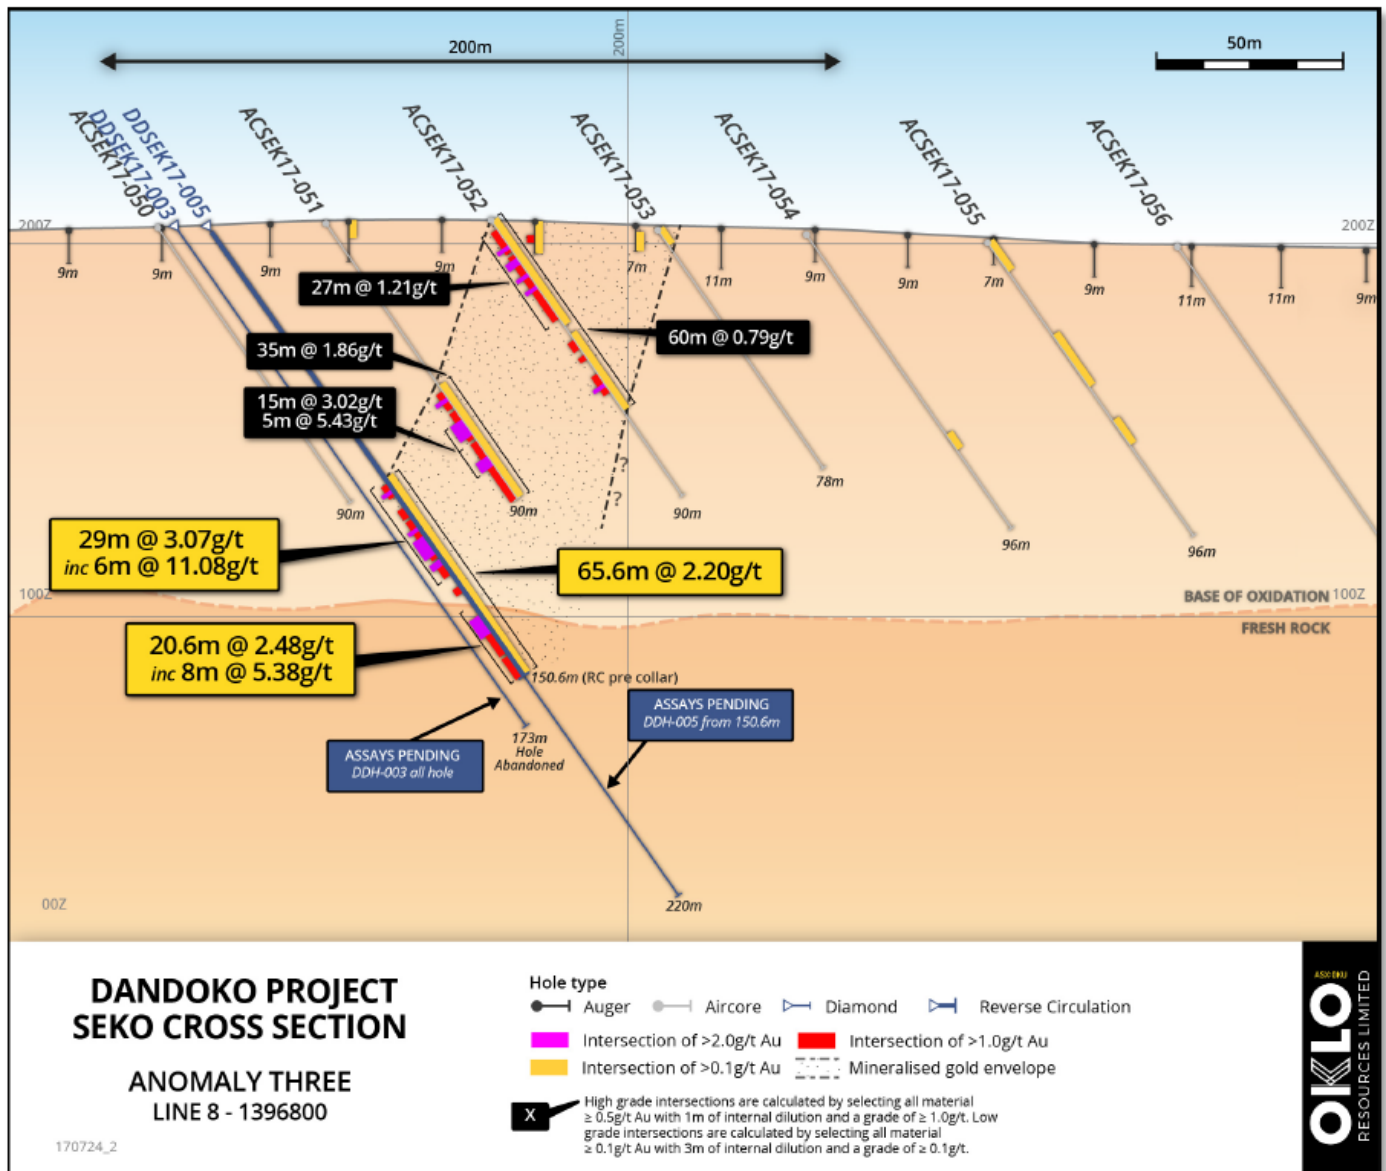 200m
200m
50m
ACSEK17-050
DDSEK17-003
DDSEK17-005
ACSEK17-051
ACSEK17-052
ACSEK17-053
ACSEK17-054
ACSEK17-055
ACSEK17-056
200Z
200Z
9m
9m
9m
9m
7m
11m
9m
9m
7m
9m
11m
11m
9m
27m @ 1.21g/t
60m @ 0.79g/t
35m @ 1.86g/t
15m @ 3.02g/t
5m @ 5.43g/t
?
?
90m
90m
90m
78m
96m
96m
29m @ 3.07g/t
inc 6m @ 11.08g/t
65.6m @ 2.20g/t
100Z
BASE OF OXIDATION 100Z
FRESH ROCK
20.6m @ 2.48g/t
inc 8m @ 5.38g/t
150.6m (RC pre collar)
ASSAYS PENDING
DDH-005 from 150.6m
ASSAYS PENDING
DDH-003 all hole
173m
Hole
Abandoned
220m
00Z
DANDOKO PROJECT
SEKO CROSS SECTION
ANOMALY THREE
LINE 8 - 1396800
170724_2
Hole type
Auger
Aircore
Diamond
Reverse Circulation
Intersection of >2.0g/t Au
Intersection of >1.0g/t Au
Intersection of >0.1g/t Au
Mineralised gold envelope
X
High grade intersections are calculated by selecting all material
≥ 0.5g/t Au with 1m of internal dilution and a grade of ≥ 1.0g/t. Low
grade intersections are calculated by selecting all material
≥ 0.1g/t Au with 3m of internal dilution and a grade of ≥ 0.1g/t.
ASX:OKU
OKLO
RESOURCES LIMITED